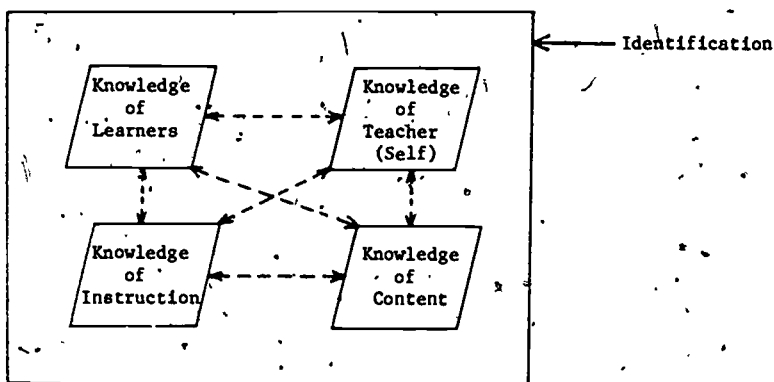 Identification
Knowledge
of
Learners
Knowledge
of
Teacher
(Self)
Knowledge
of
Instruction
Knowledge
of
Content